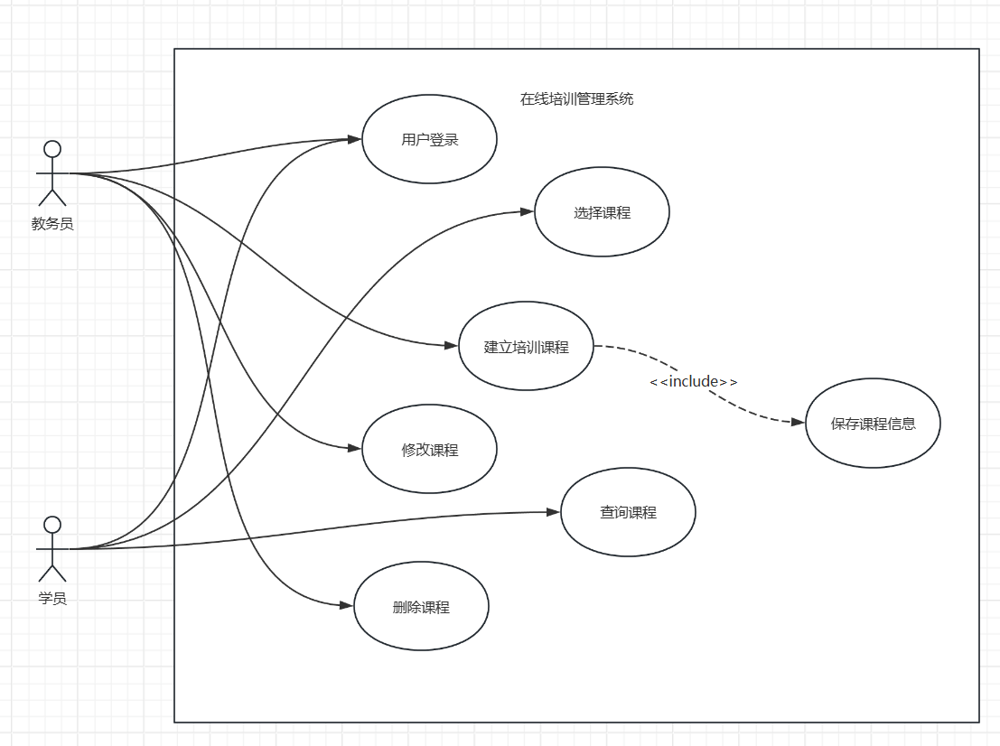 在线培训管理系统
用户登录
选择课程
教务员
建立培训课程
<<include>>
保存课程信息
修改课程
查询课程
学员
删除课程